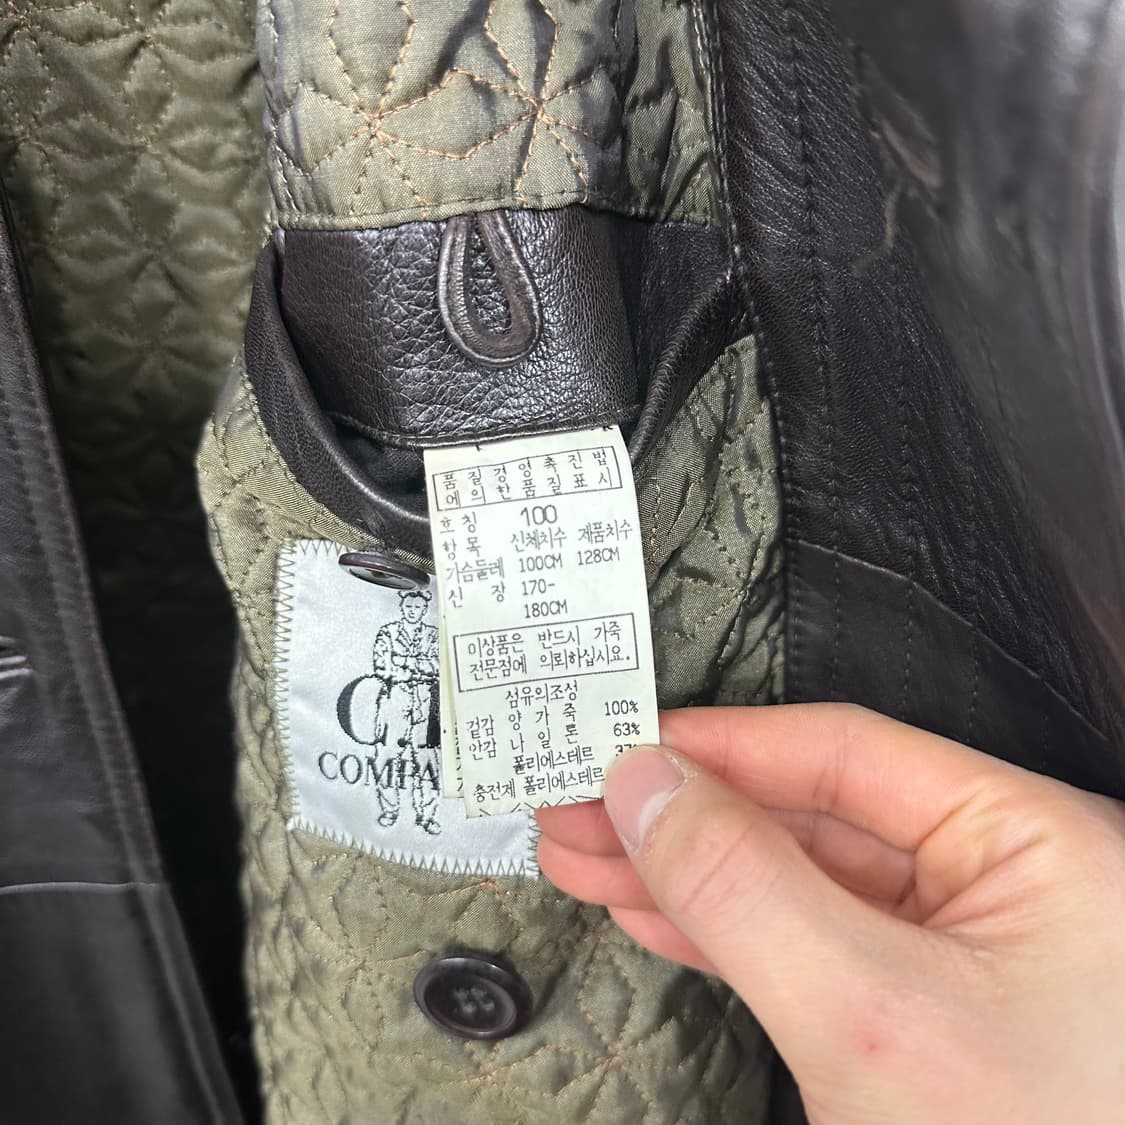 품질경영촉진법
에의한품질표시
호칭 100
항목 신체치수 제품치수
가슴둘레 100CM 128CM
신장 170-
180CM
이상품은 반드시 가죽
전문점에 의뢰하십시요.
섬유의조성
겉감 양가죽 100%
안감 나일론 63%
폴리에스테르
충전제 폴리에스테르